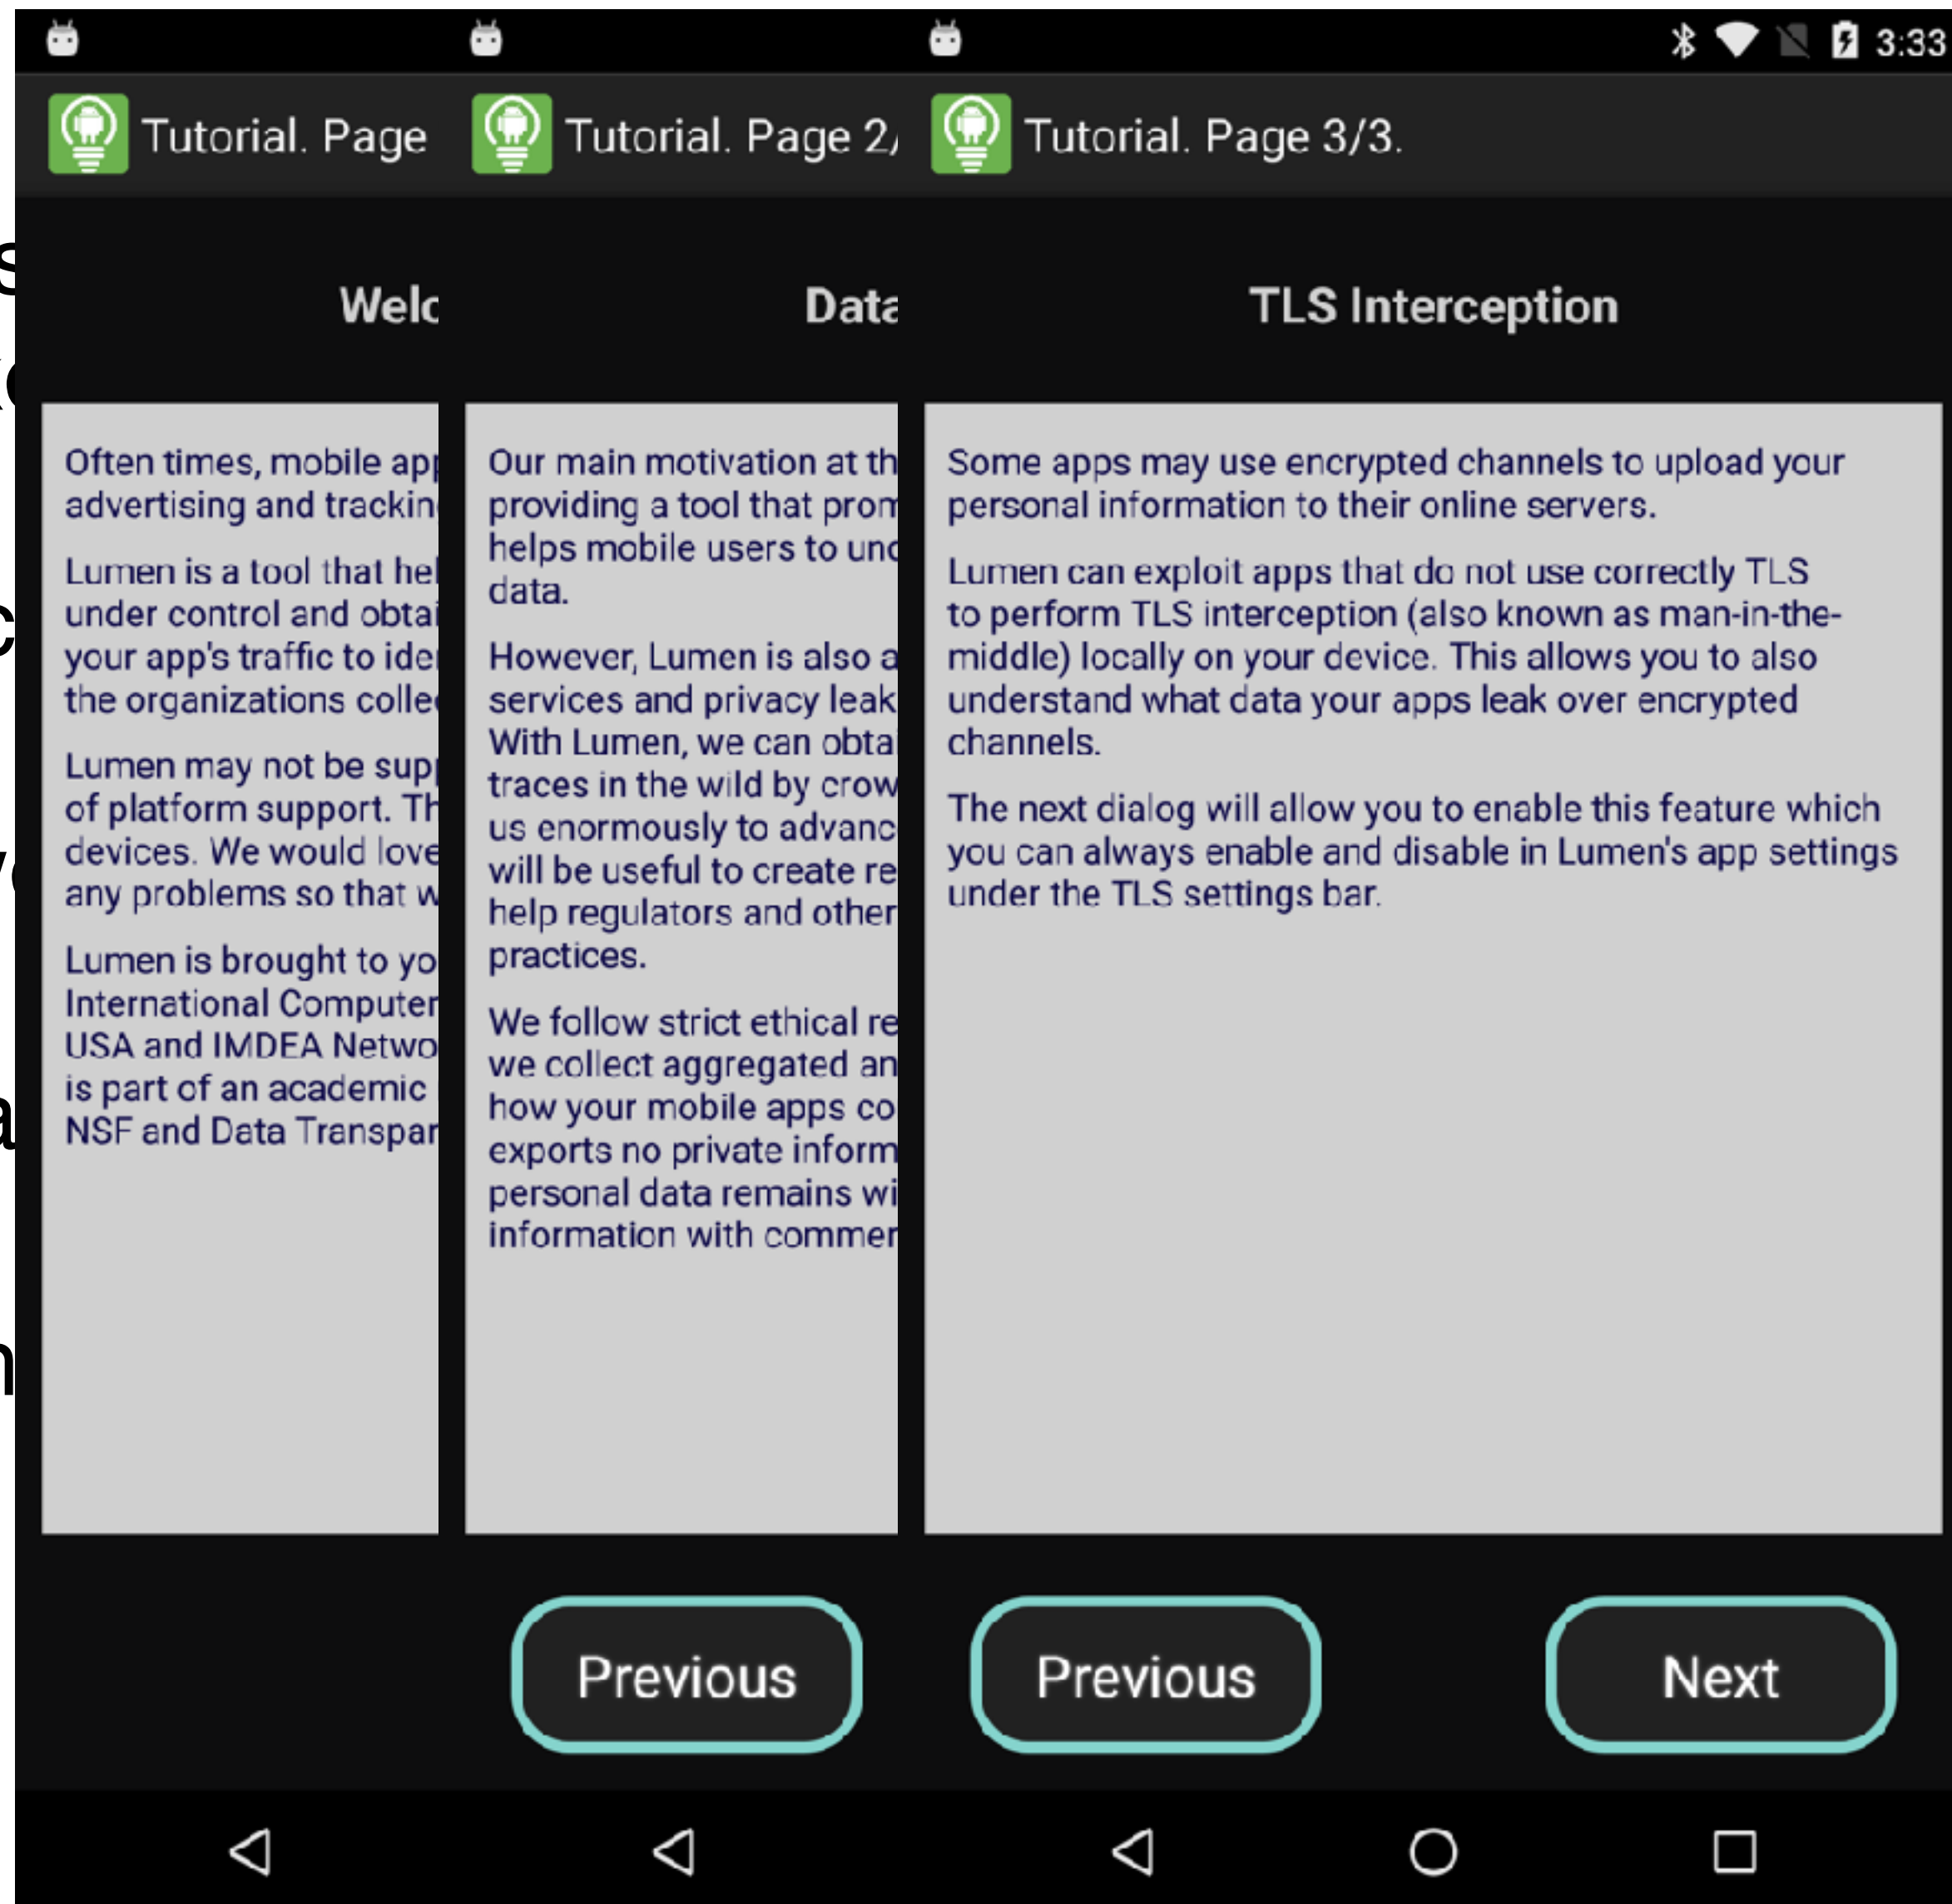 Tutorial. Page
Welc
Often times, mobile app
advertising and trackin
Lumen is a tool that hel
under control and obtai
your app's traffic to ide
the organizations colle
Lumen may not be sup
of platform support. Th
devices. We would love
any problems so that w
Lumen is brought to yo
International Computer
USA and IMDEA Netwo
is part of an academic
NSF and Data Transpar
Tutorial. Page 2/
Data
Our main motivation at th
providing a tool that prom
helps mobile users to und
data.
However, Lumen is also a
services and privacy leak
With Lumen, we can obtai
traces in the wild by crow
us enormously to advanc
will be useful to create re
help regulators and other
practices.
We follow strict ethical re
we collect aggregated an
how your mobile apps co
exports no private inform
personal data remains wi
information with commer
Previous
3:33
Tutorial. Page 3/3.
TLS Interception
Some apps may use encrypted channels to upload your
personal information to their online servers.
Lumen can exploit apps that do not use correctly TLS
to perform TLS interception (also known as man-in-the-
middle) locally on your device. This allows you to also
understand what data your apps leak over encrypted
channels.
The next dialog will allow you to enable this feature which
you can always enable and disable in Lumen's app settings
under the TLS settings bar.
Previous
Next